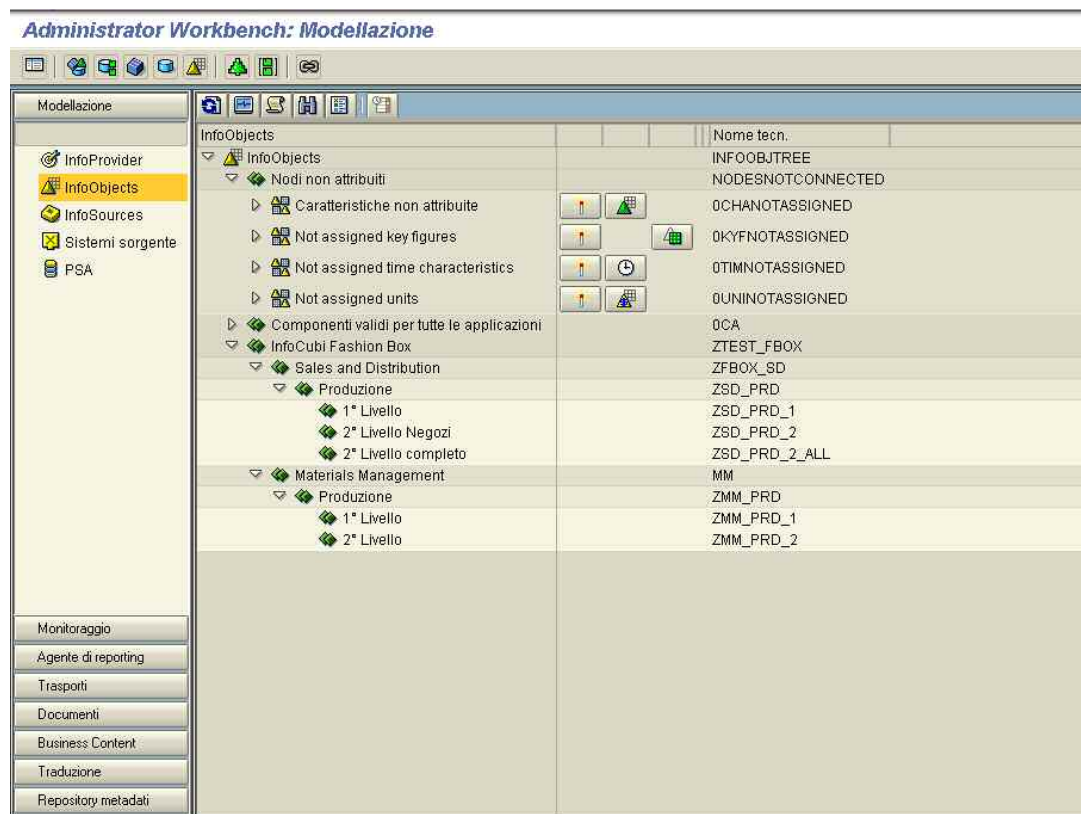 Administrator Workbench: Modellazione
Modellazione
InfoProvider
InfoObjects
InfoSources
Sistemi sorgente
PSA
Monitoraggio
Agente di reporting
Trasporti
Documenti
Business Content
Traduzione
Repository metadati
InfoObjects Nome tecn.
InfoObjects INFOOBJTREE
Nodi non attribuiti NODESNOTCONNECTED
Caratteristiche non attribuite 0CHANOTASSIGNED
Not assigned key figures 0KYFNOTASSIGNED
Not assigned time characteristics 0TIMNOTASSIGNED
Not assigned units 0UNINOTASSIGNED
Componenti validi per tutte le applicazioni 0CA
InfoCubi Fashion Box ZTEST_FBOX
Sales and Distribution ZFBOX_SD
Produzione ZSD_PRD
1° Livello ZSD_PRD_1
2° Livello Negozi ZSD_PRD_2
2° Livello completo ZSD_PRD_2_ALL
Materials Management MM
Produzione ZMM_PRD
1° Livello ZMM_PRD_1
2° Livello ZMM_PRD_2